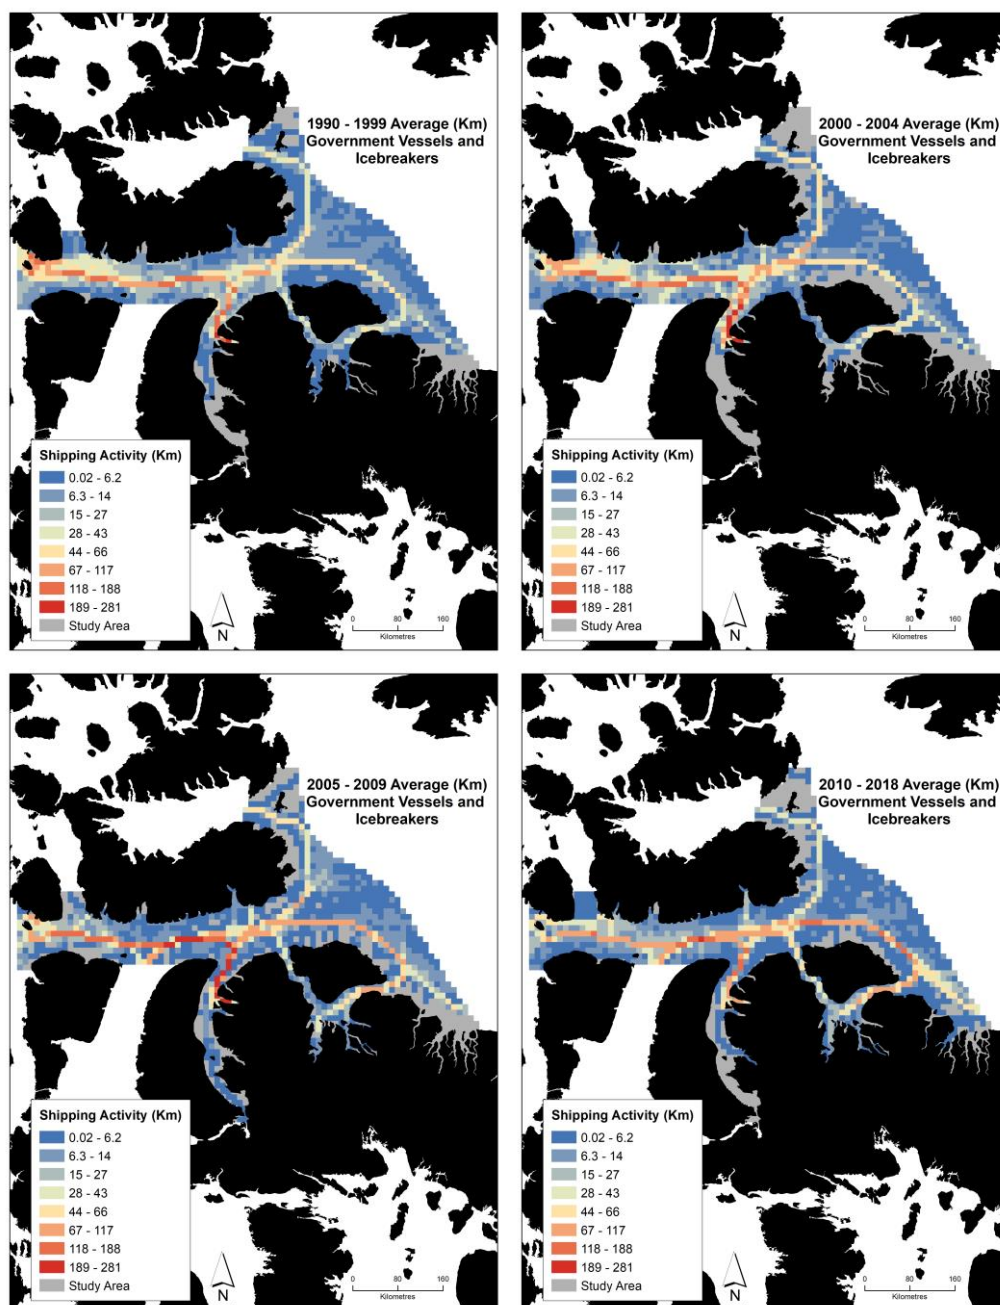 1990 - 1999 Average (Km)
Government Vessels and
Icebreakers
Shipping Activity (Km)
0.02 - 6.2
6.3 - 14
15 - 27
28 - 43
44 - 66
67 - 117
118 - 188
189 - 281
Study Area
N
0 80 160
Kilometres
2000 - 2004 Average (Km)
Government Vessels and
Icebreakers
Shipping Activity (Km)
0.02 - 6.2
6.3 - 14
15 - 27
28 - 43
44 - 66
67 - 117
118 - 188
189 - 281
Study Area
N
0 80 160
Kilometres
2005 - 2009 Average (Km)
Government Vessels and
Icebreakers
Shipping Activity (Km)
0.02 - 6.2
6.3 - 14
15 - 27
28 - 43
44 - 66
67 - 117
118 - 188
189 - 281
Study Area
N
0 80 160
Kilometres
2010 - 2018 Average (Km)
Government Vessels and
Icebreakers
Shipping Activity (Km)
0.02 - 6.2
6.3 - 14
15 - 27
28 - 43
44 - 66
67 - 117
118 - 188
189 - 281
Study Area
N
0 80 160
Kilometres